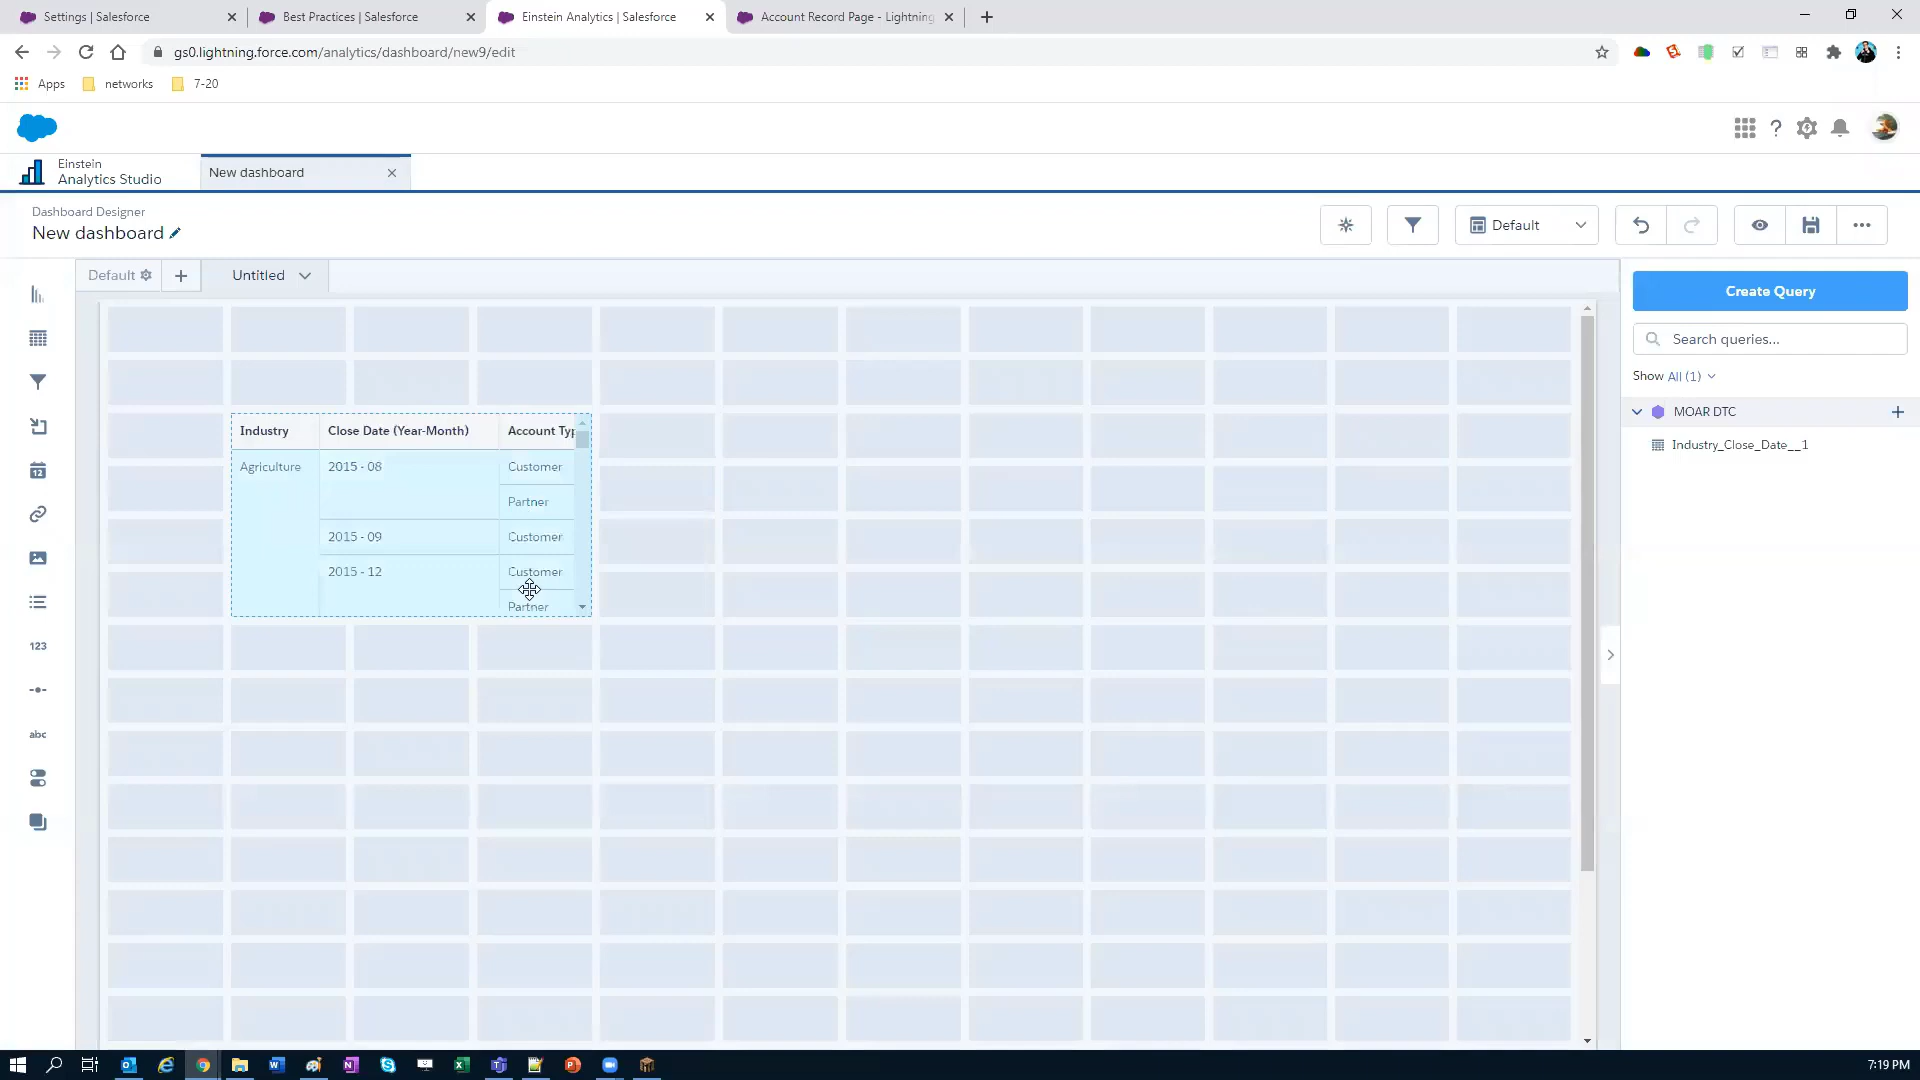 Settings | Salesforce
Best Practices | Salesforce
Einstein Analytics | Salesforce
Account Record Page - Lightning
gs0.lightning.force.com/analytics/dashboard/new9/edit
Apps
networks
7-20
Einstein
Analytics Studio
New dashboard
Dashboard Designer
New dashboard
Default
Default
Untitled
Create Query
Search queries...
Show All (1)
MOAR DTC
Industry_Close_Date__1
Industry
Close Date (Year-Month)
Account Typ
Agriculture
2015 - 08
Customer
Partner
2015 - 09
Customer
2015 - 12
Customer
Partner
12
123
abc
7:19 PM